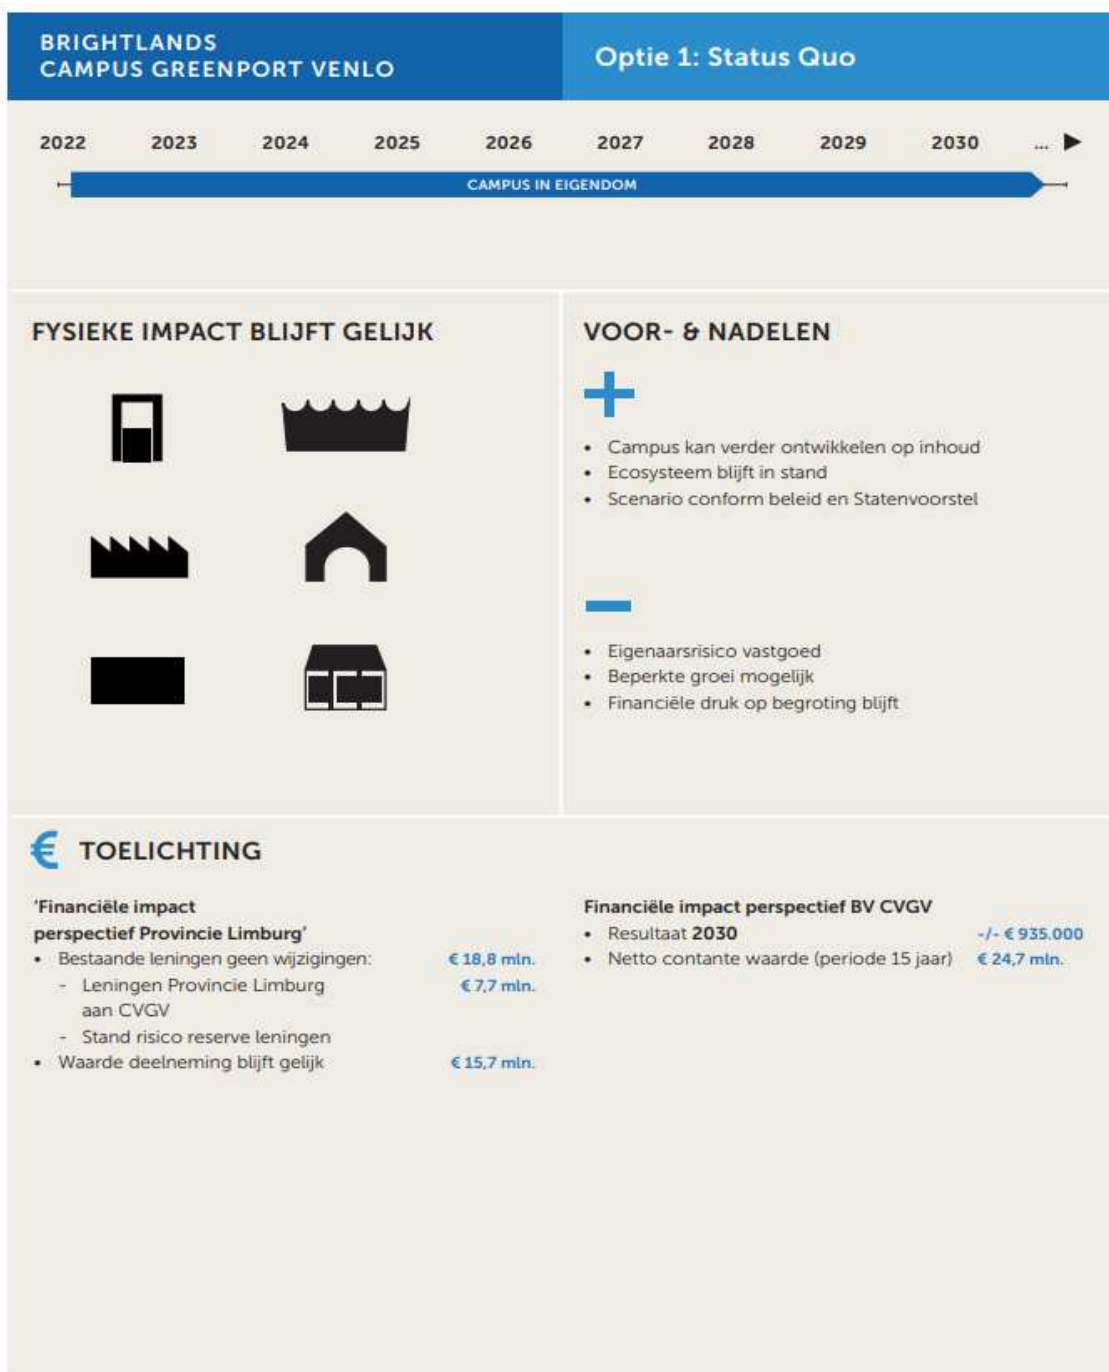 BRIGHTLANDS
CAMPUS GREENPORT VENLO
Optie 1: Status Quo
2022 2023 2024 2025 2026 2027 2028 2029 2030 ...
CAMPUS IN EIGENDOM
FYSIEKE IMPACT BLIJFT GELIJK
VOOR- & NADELEN
+
• Campus kan verder ontwikkelen op inhoud
• Ecosysteem blijft in stand
• Scenario conform beleid en Statenvoorstel
–
• Eigenaarsrisico vastgoed
• Beperkte groei mogelijk
• Financiële druk op begroting blijft
€ TOELICHTING
'Financiële impact
perspectief Provincie Limburg'
• Bestaande leningen geen wijzigingen: € 18,8 mln.
- Leningen Provincie Limburg € 7,7 mln.
aan CVGV
- Stand risico reserve leningen
• Waarde deelneming blijft gelijk € 15,7 mln.
Financiële impact perspectief BV CVGV
• Resultaat 2030 -/- € 935.000
• Netto contante waarde (periode 15 jaar) € 24,7 mln.